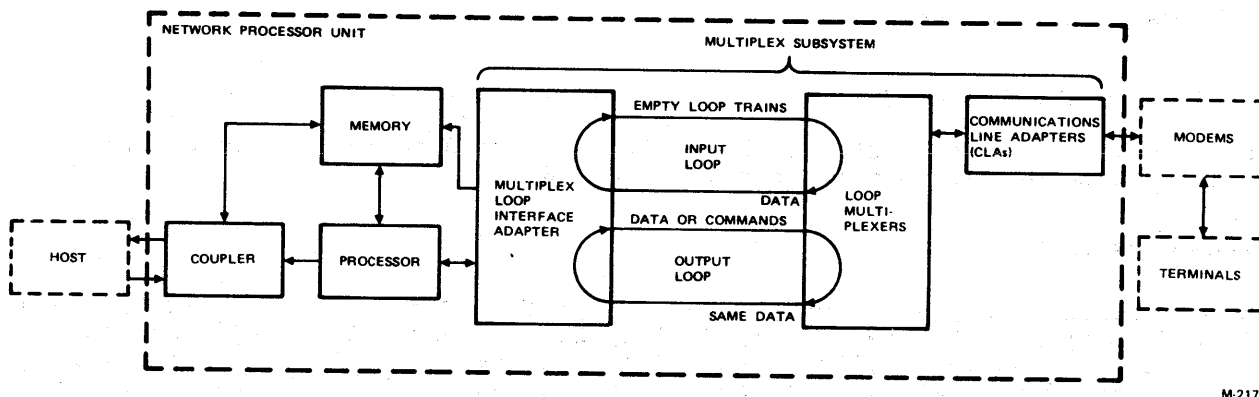 NETWORK PROCESSOR UNIT
MULTIPLEX SUBSYSTEM
MEMORY
EMPTY LOOP TRAINS
INPUT
LOOP
DATA
COMMUNICATIONS
LINE ADAPTERS
(CLAs)
MODEMS
MULTIPLEX
LOOP
INTERFACE
ADAPTER
LOOP
MULTI-
PLEXERS
DATA OR COMMANDS
HOST
COUPLER
PROCESSOR
OUTPUT
LOOP
TERMINALS
SAME DATA
M-217